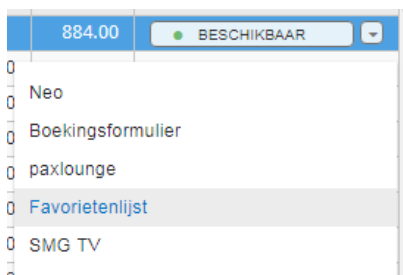 884.00 BESCHIKBAAR
Neo
Boekingsformulier
paxlounge
Favorietenlijst
SMG TV